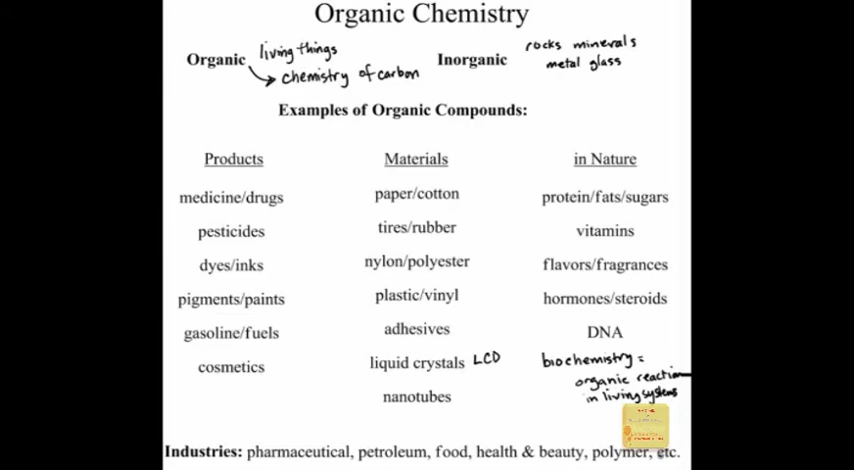 Organic Chemistry
Organic living things Inorganic rocks minerals
chemistry of carbon metal glass
Examples of Organic Compounds:
Products Materials in Nature
medicine/drugs paper/cotton protein/fats/sugars
pesticides tires/rubber vitamins
dyes/inks nylon/polyester flavors/fragrances
pigments/paints plastic/vinyl hormones/steroids
gasoline/fuels adhesives DNA
cosmetics liquid crystals LCD biochemistry =
organic reaction
nanotubes in living systems
Industries: pharmaceutical, petroleum, food, health & beauty, polymer, etc.